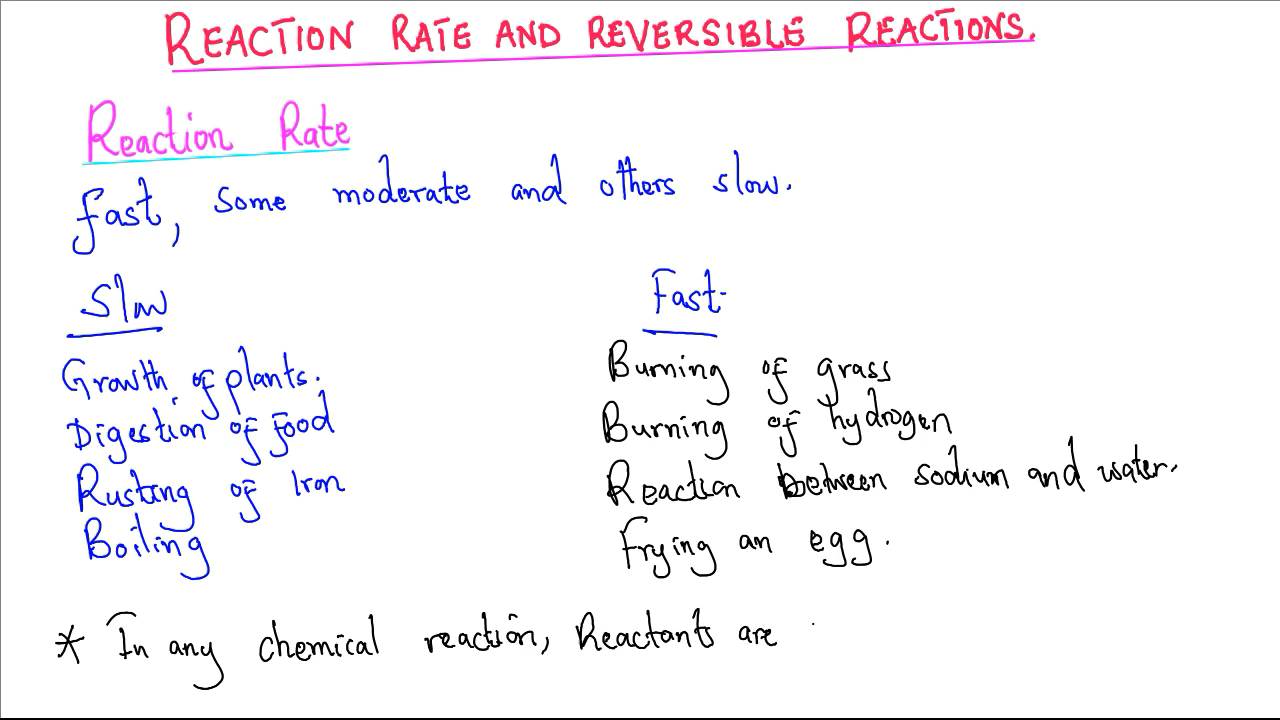 REACTION RATE AND REVERSIBLE REACTIONS.
Reaction Rate
fast, some moderate and others slow.
Slow
Fast.
Growth of plants.
Burning of grass
Digestion of food
Burning of hydrogen
Rusting of Iron
Reaction between sodium and water.
Boiling
Frying an egg.
* In any chemical reaction, Reactants are